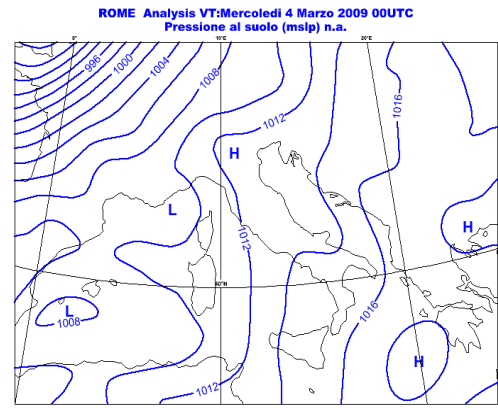 ROME Analysis VT:Mercoledi 4 Marzo 2009 00UTC
Pressione al suolo (mslp) n.a.
0°E
10°E
20°E
996
1000
1004
1008
1012
1016
H
L
H
1012
40°N
L
1008
1016
H
1012